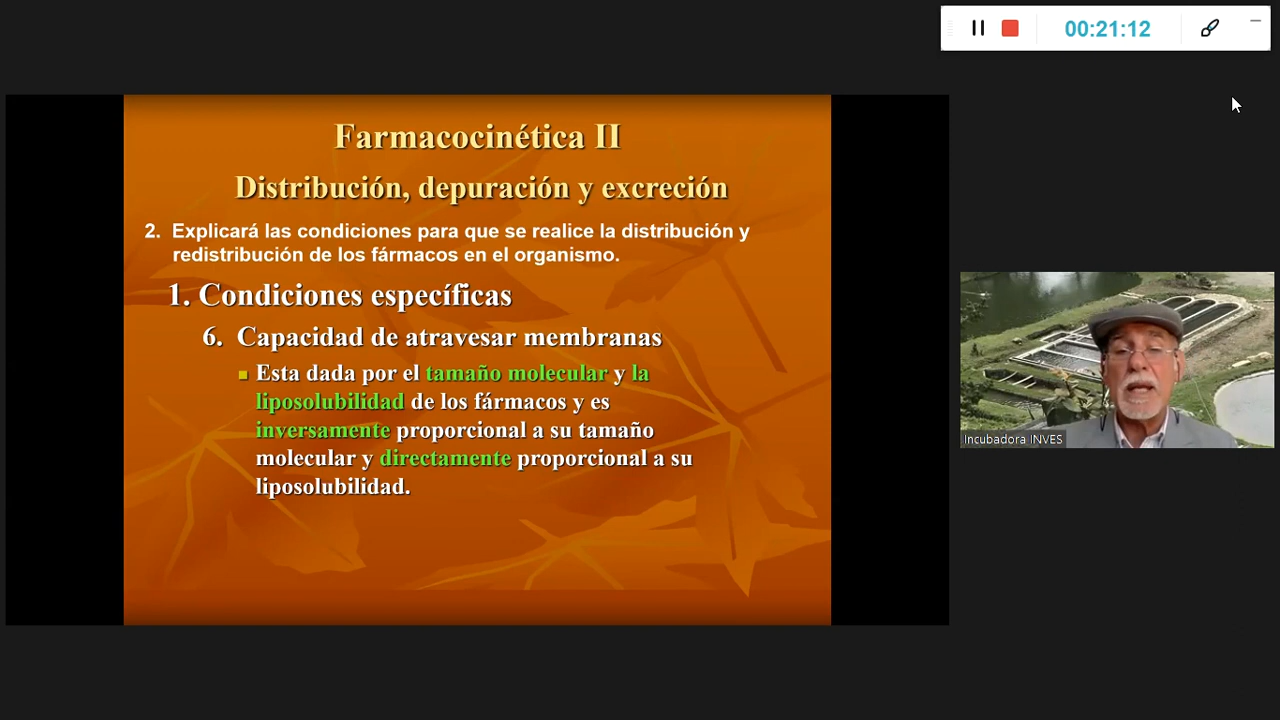 00:21:12
Farmacocinética II
Distribución, depuración y excreción
2. Explicará las condiciones para que se realice la distribución y
redistribución de los fármacos en el organismo.
1. Condiciones específicas
6. Capacidad de atravesar membranas
Esta dada por el tamaño molecular y la
liposolubilidad de los fármacos y es
inversamente proporcional a su tamaño
molecular y directamente proporcional a su
liposolubilidad.
Incubadora INVES